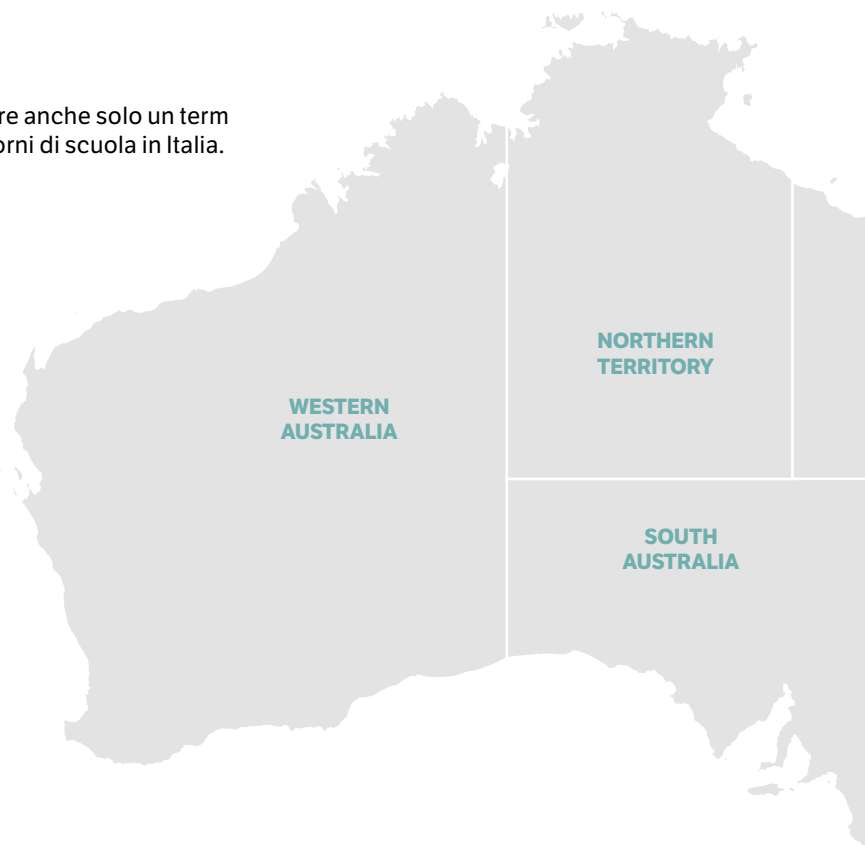 re anche solo un term
orni di scuola in Italia.
NORTHERN
TERRITORY
WESTERN
AUSTRALIA
SOUTH
AUSTRALIA